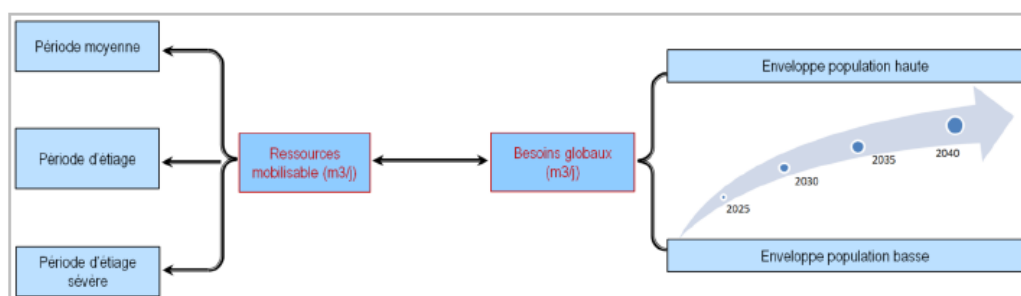 Période moyenne
Période d'étiage
Période d'étiage
sévère
Ressources
mobilisable (m3/j)
Besoins globaux
(m3/j)
Enveloppe population haute
2025
2030
2035
2040
Enveloppe population basse